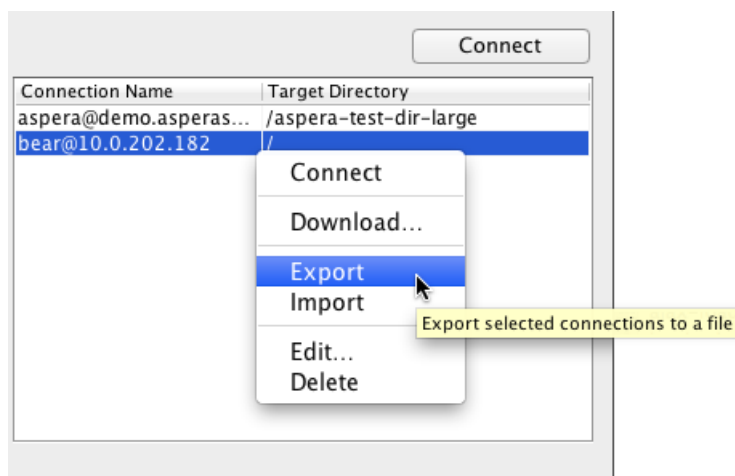 Connect
Connection Name Target Directory
aspera@demo.asperas... /aspera-test-dir-large
bear@10.0.202.182 /
Connect
Download...
Export
Import
Export selected connections to a file
Edit...
Delete